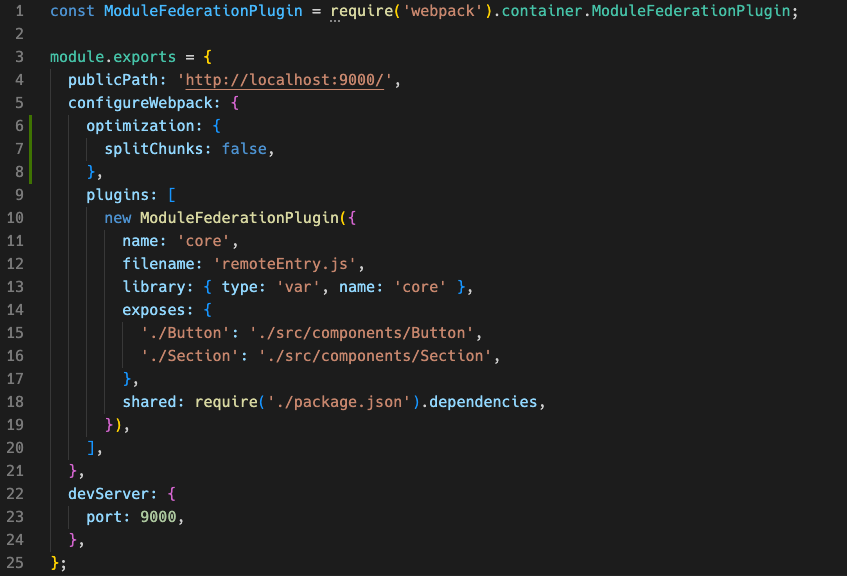 1 const ModuleFederationPlugin = require('webpack').container.ModuleFederationPlugin;
2
3 module.exports = {
4   publicPath: 'http://localhost:9000/',
5   configureWebpack: {
6     optimization: {
7       splitChunks: false,
8     },
9     plugins: [
10       new ModuleFederationPlugin({
11         name: 'core',
12         filename: 'remoteEntry.js',
13         library: { type: 'var', name: 'core' },
14         exposes: {
15           './Button': './src/components/Button',
16           './Section': './src/components/Section',
17         },
18         shared: require('./package.json').dependencies,
19       }),
20     ],
21   },
22   devServer: {
23     port: 9000,
24   },
25 };